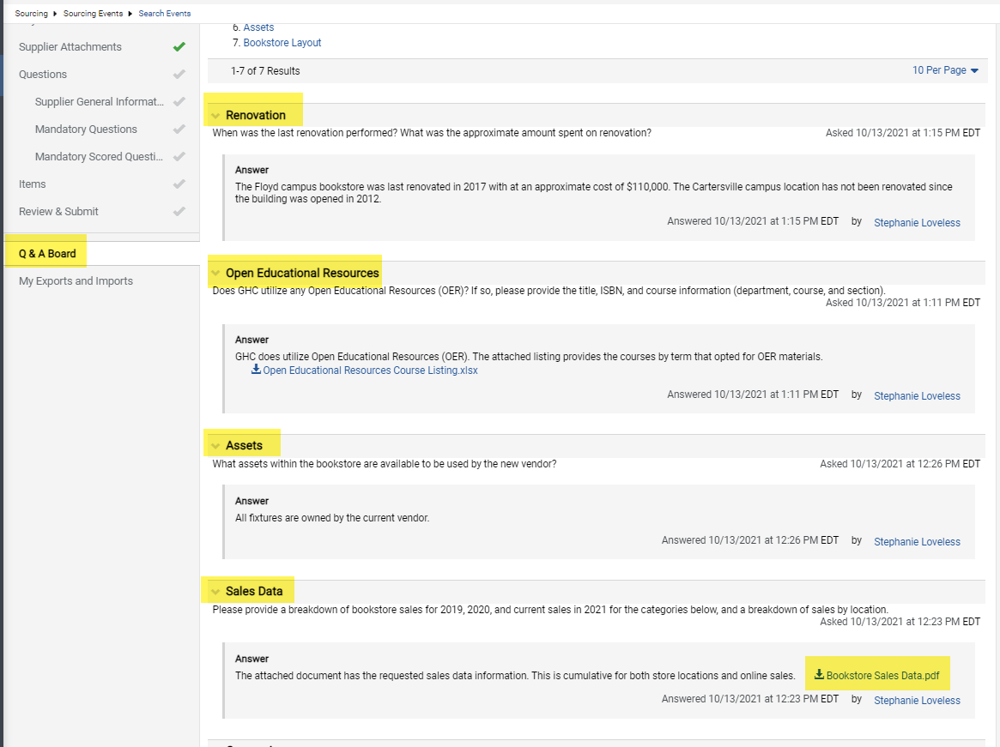 Sourcing ▸ Sourcing Events ▸ Search Events
Supplier Attachments
Questions
Supplier General Informat...
Mandatory Questions
Mandatory Scored Questi...
Items
Review & Submit
Q & A Board
My Exports and Imports
6. Assets
7. Bookstore Layout
1-7 of 7 Results
10 Per Page
Renovation
When was the last renovation performed? What was the approximate amount spent on renovation?
Asked 10/13/2021 at 1:15 PM EDT
Answer
The Floyd campus bookstore was last renovated in 2017 with at an approximate cost of $110,000. The Cartersville campus location has not been renovated since
the building was opened in 2012.
Answered 10/13/2021 at 1:15 PM EDT by Stephanie Loveless
Open Educational Resources
Does GHC utilize any Open Educational Resources (OER)? If so, please provide the title, ISBN, and course information (department, course, and section).
Asked 10/13/2021 at 1:11 PM EDT
Answer
GHC does utilize Open Educational Resources (OER). The attached listing provides the courses by term that opted for OER materials.
Open Educational Resources Course Listing.xlsx
Answered 10/13/2021 at 1:11 PM EDT by Stephanie Loveless
Assets
What assets within the bookstore are available to be used by the new vendor?
Asked 10/13/2021 at 12:26 PM EDT
Answer
All fixtures are owned by the current vendor.
Answered 10/13/2021 at 12:26 PM EDT by Stephanie Loveless
Sales Data
Please provide a breakdown of bookstore sales for 2019, 2020, and current sales in 2021 for the categories below, and a breakdown of sales by location.
Asked 10/13/2021 at 12:23 PM EDT
Answer
The attached document has the requested sales data information. This is cumulative for both store locations and online sales.
Bookstore Sales Data.pdf
Answered 10/13/2021 at 12:23 PM EDT by Stephanie Loveless